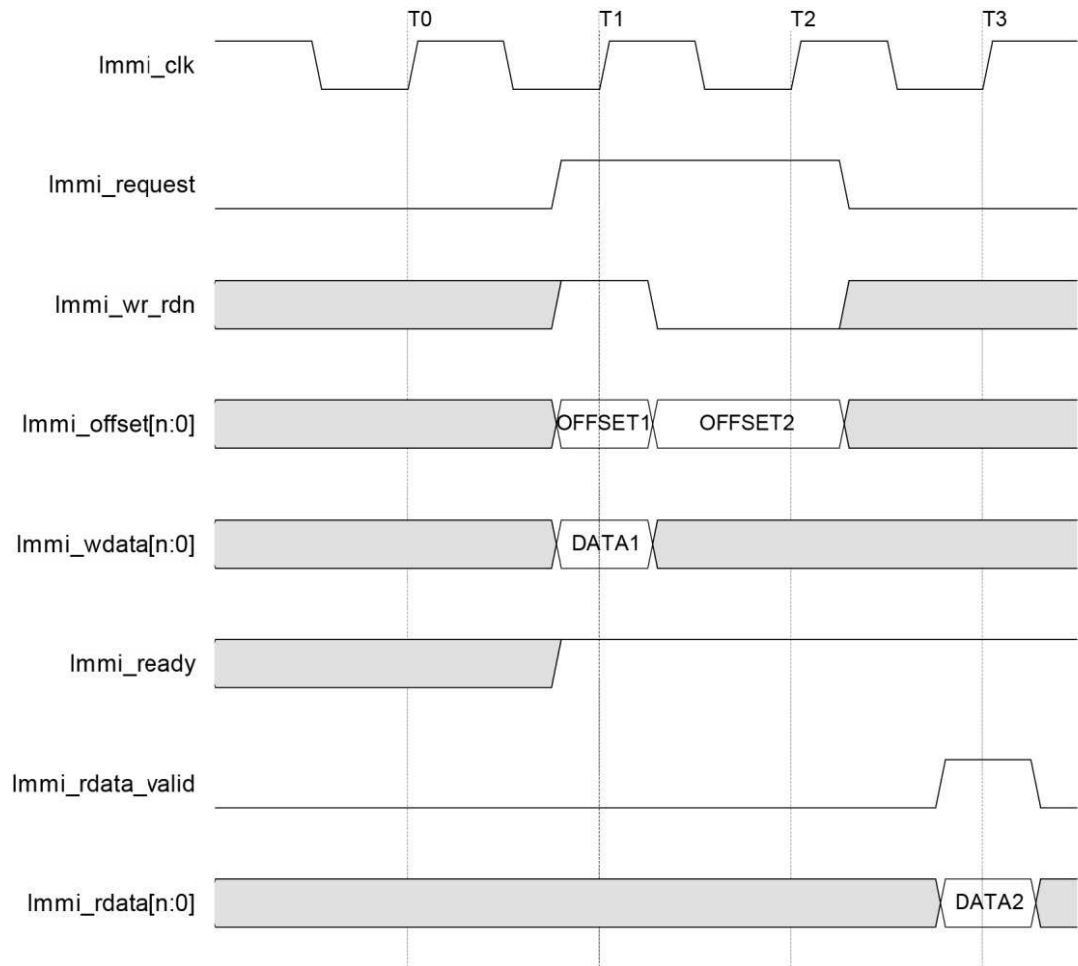 T0 T1 T2 T3
lmmi_clk
lmmi_request
lmmi_wr_rdn
lmmi_offset[n:0] OFFSET1 OFFSET2
lmmi_wdata[n:0] DATA1
lmmi_ready
lmmi_rdata_valid
lmmi_rdata[n:0] DATA2